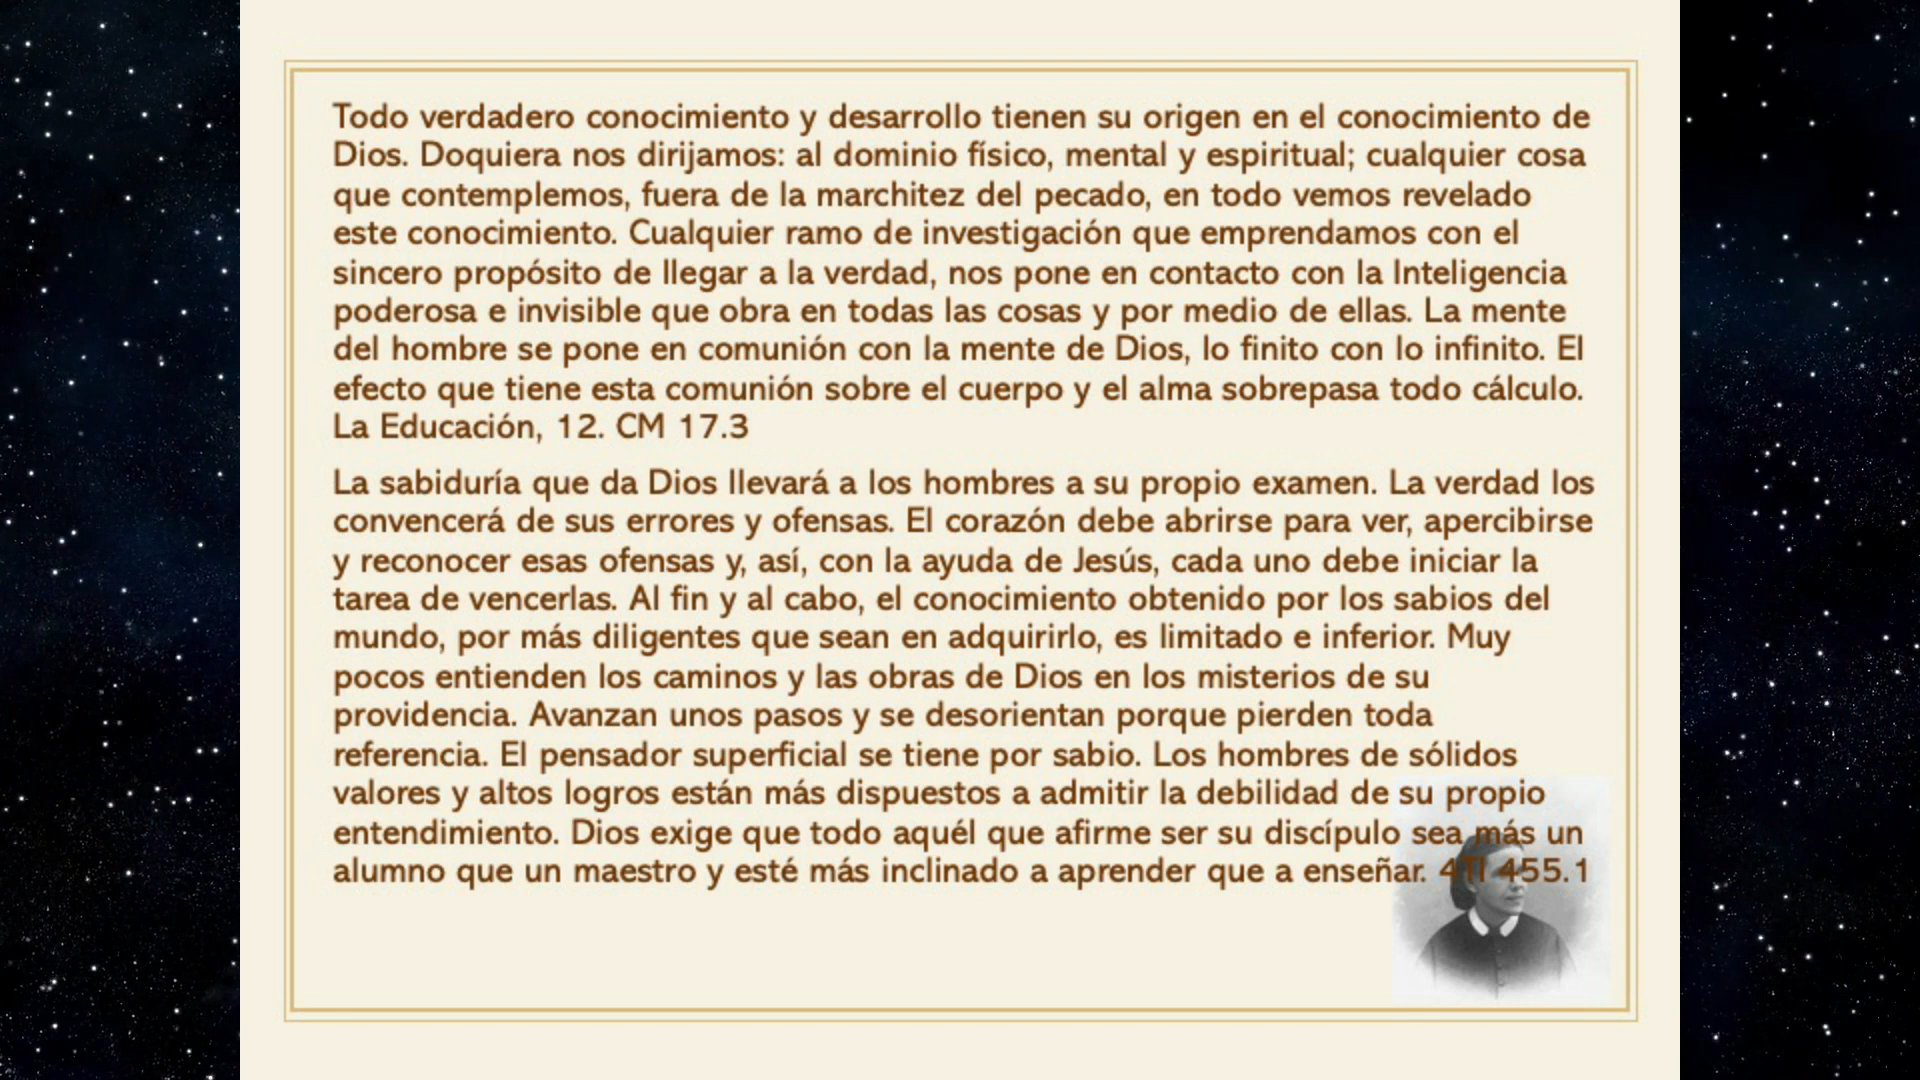 Todo verdadero conocimiento y desarrollo tienen su origen en el conocimiento de
Dios. Doquiera nos dirijamos: al dominio físico, mental y espiritual; cualquier cosa
que contemplemos, fuera de la marchitez del pecado, en todo vemos revelado
este conocimiento. Cualquier ramo de investigación que emprendamos con el
sincero propósito de llegar a la verdad, nos pone en contacto con la Inteligencia
poderosa e invisible que obra en todas las cosas y por medio de ellas. La mente
del hombre se pone en comunión con la mente de Dios, lo finito con lo infinito. El
efecto que tiene esta comunión sobre el cuerpo y el alma sobrepasa todo cálculo.
La Educación, 12. CM 17.3
La sabiduría que da Dios llevará a los hombres a su propio examen. La verdad los
convencerá de sus errores y ofensas. El corazón debe abrirse para ver, apercibirse
y reconocer esas ofensas y, así, con la ayuda de Jesús, cada uno debe iniciar la
tarea de vencerlas. Al fin y al cabo, el conocimiento obtenido por los sabios del
mundo, por más diligentes que sean en adquirirlo, es limitado e inferior. Muy
pocos entienden los caminos y las obras de Dios en los misterios de su
providencia. Avanzan unos pasos y se desorientan porque pierden toda
referencia. El pensador superficial se tiene por sabio. Los hombres de sólidos
valores y altos logros están más dispuestos a admitir la debilidad de su propio
entendimiento. Dios exige que todo aquél que afirme ser su discípulo sea más un
alumno que un maestro y esté más inclinado a aprender que a enseñar. 4TI 455.1